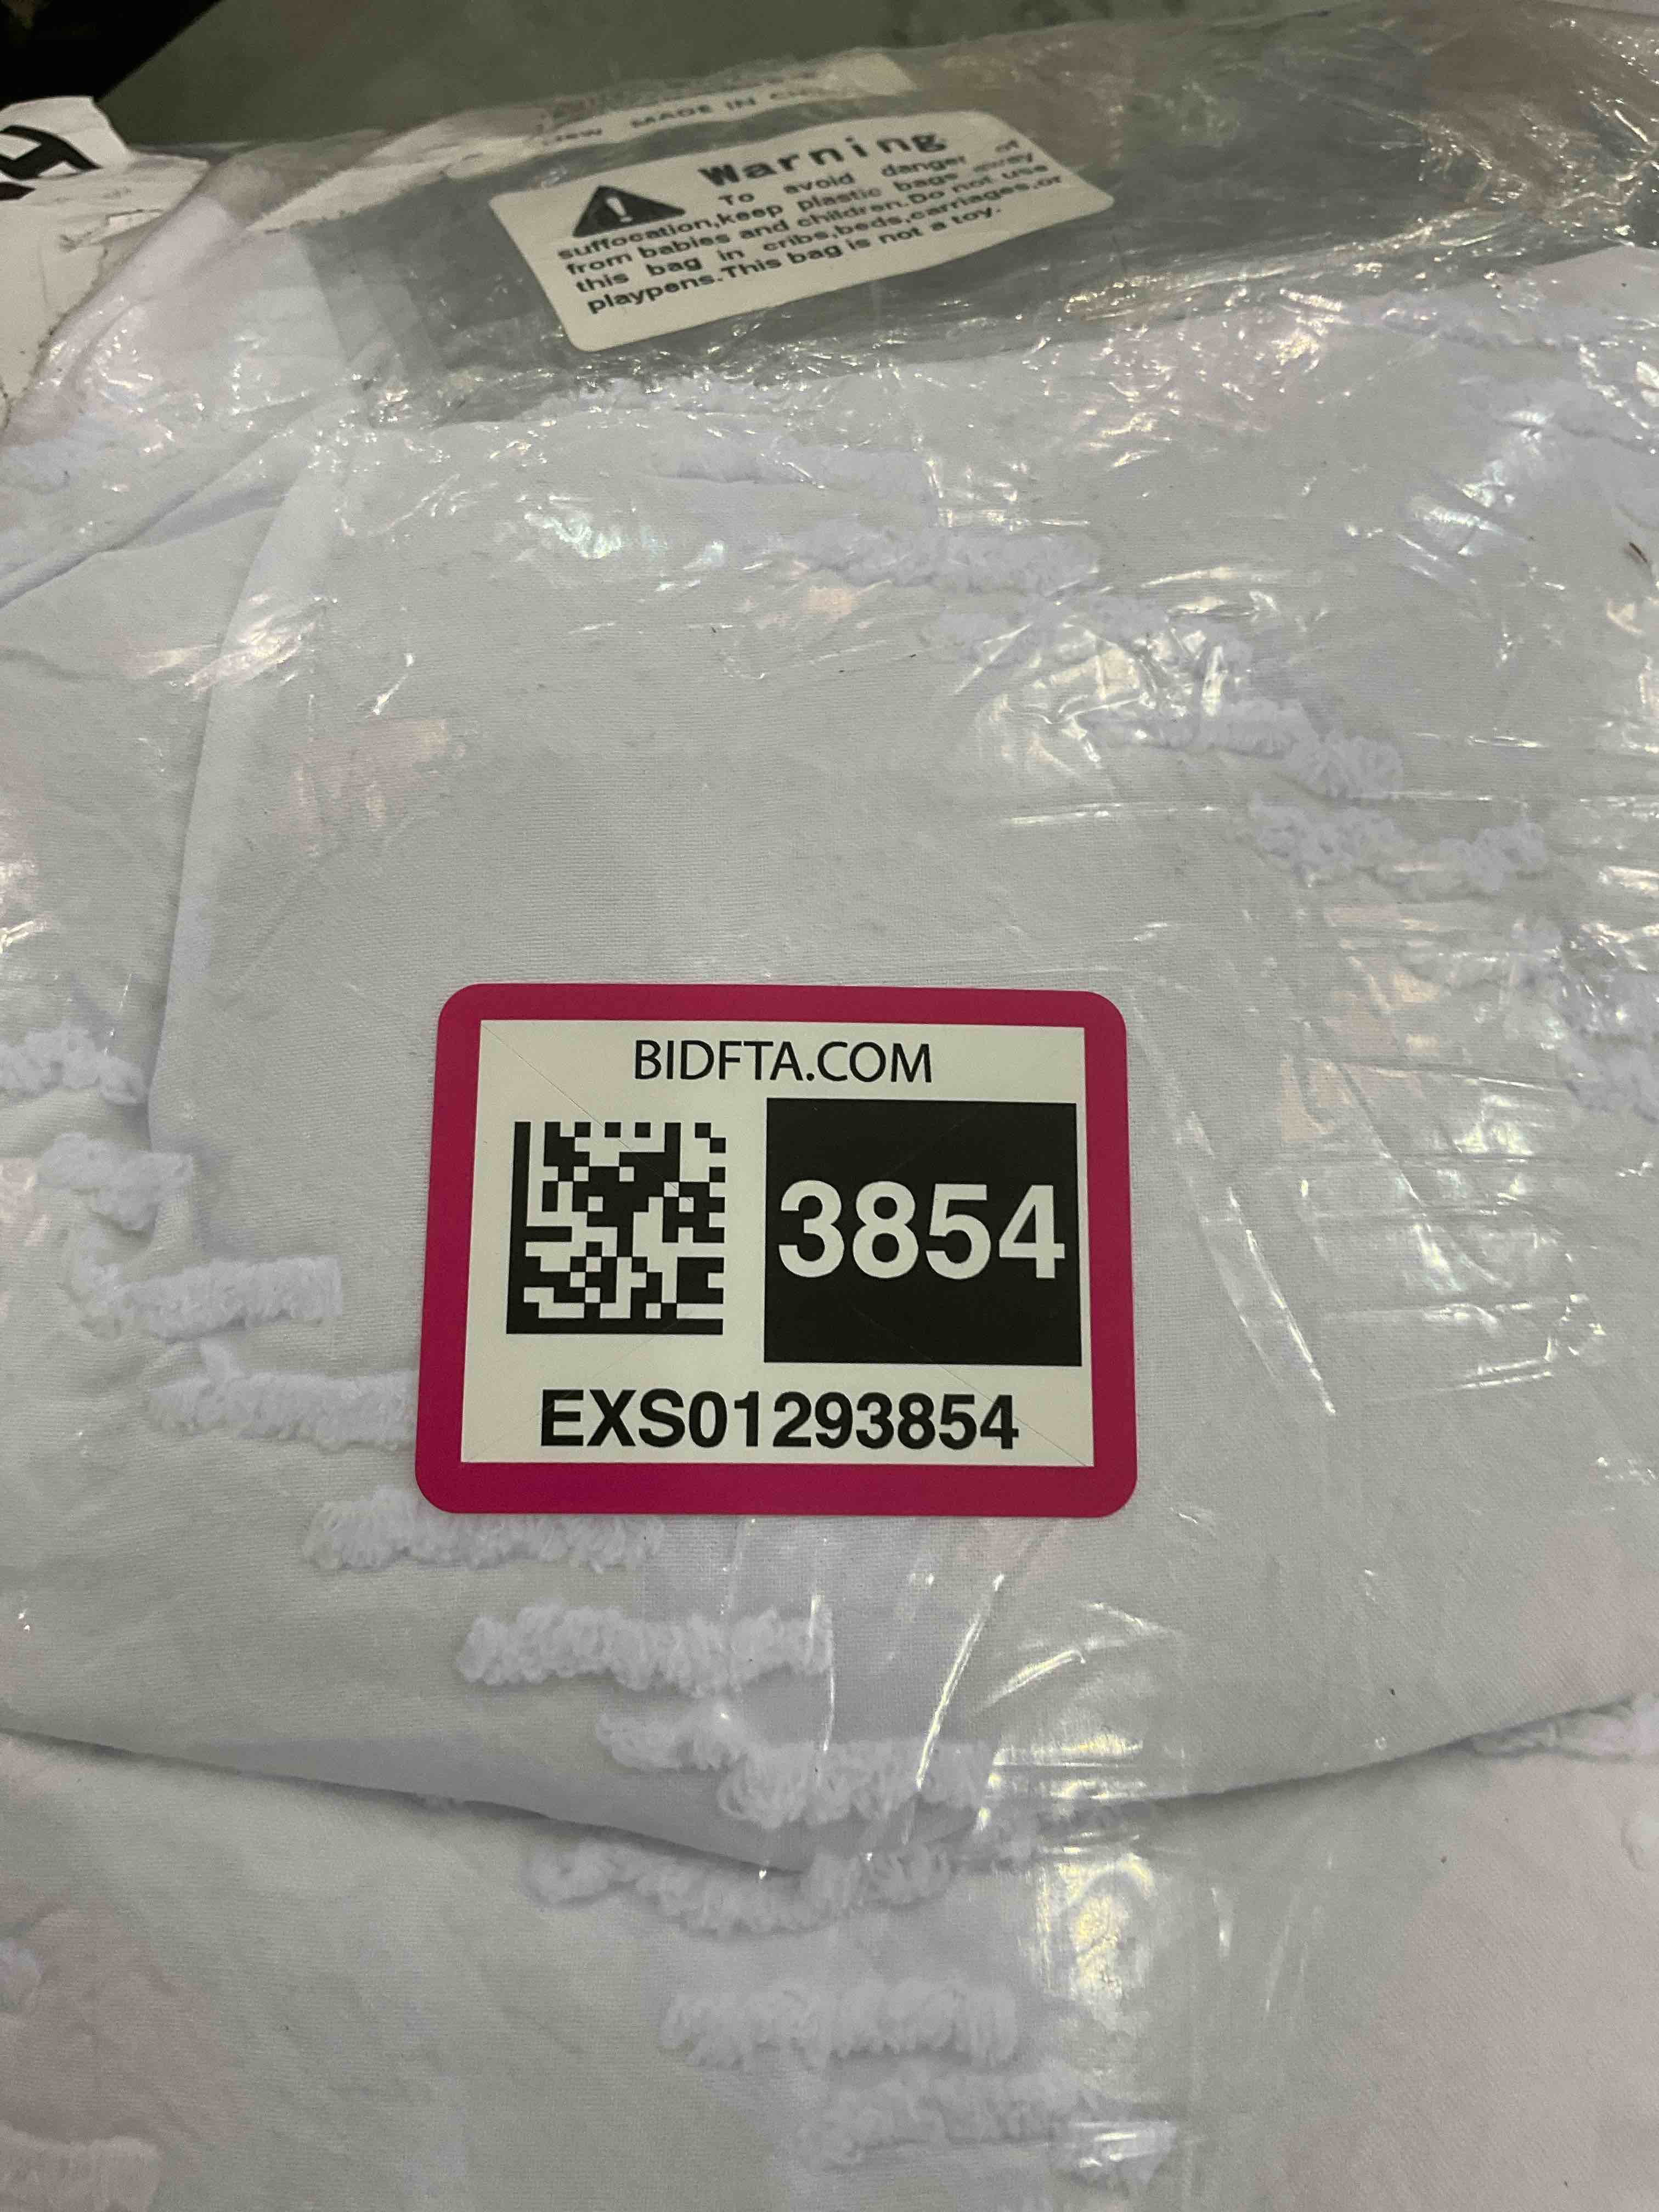 New MADE IN
Warning
To avoid danger of
suffocation,keep plastic bags away
from babies and children.Do not use
this bag in cribs,beds,carriages,or
playpens.This bag is not a toy.
BIDFTA.COM
3854
EXS01293854